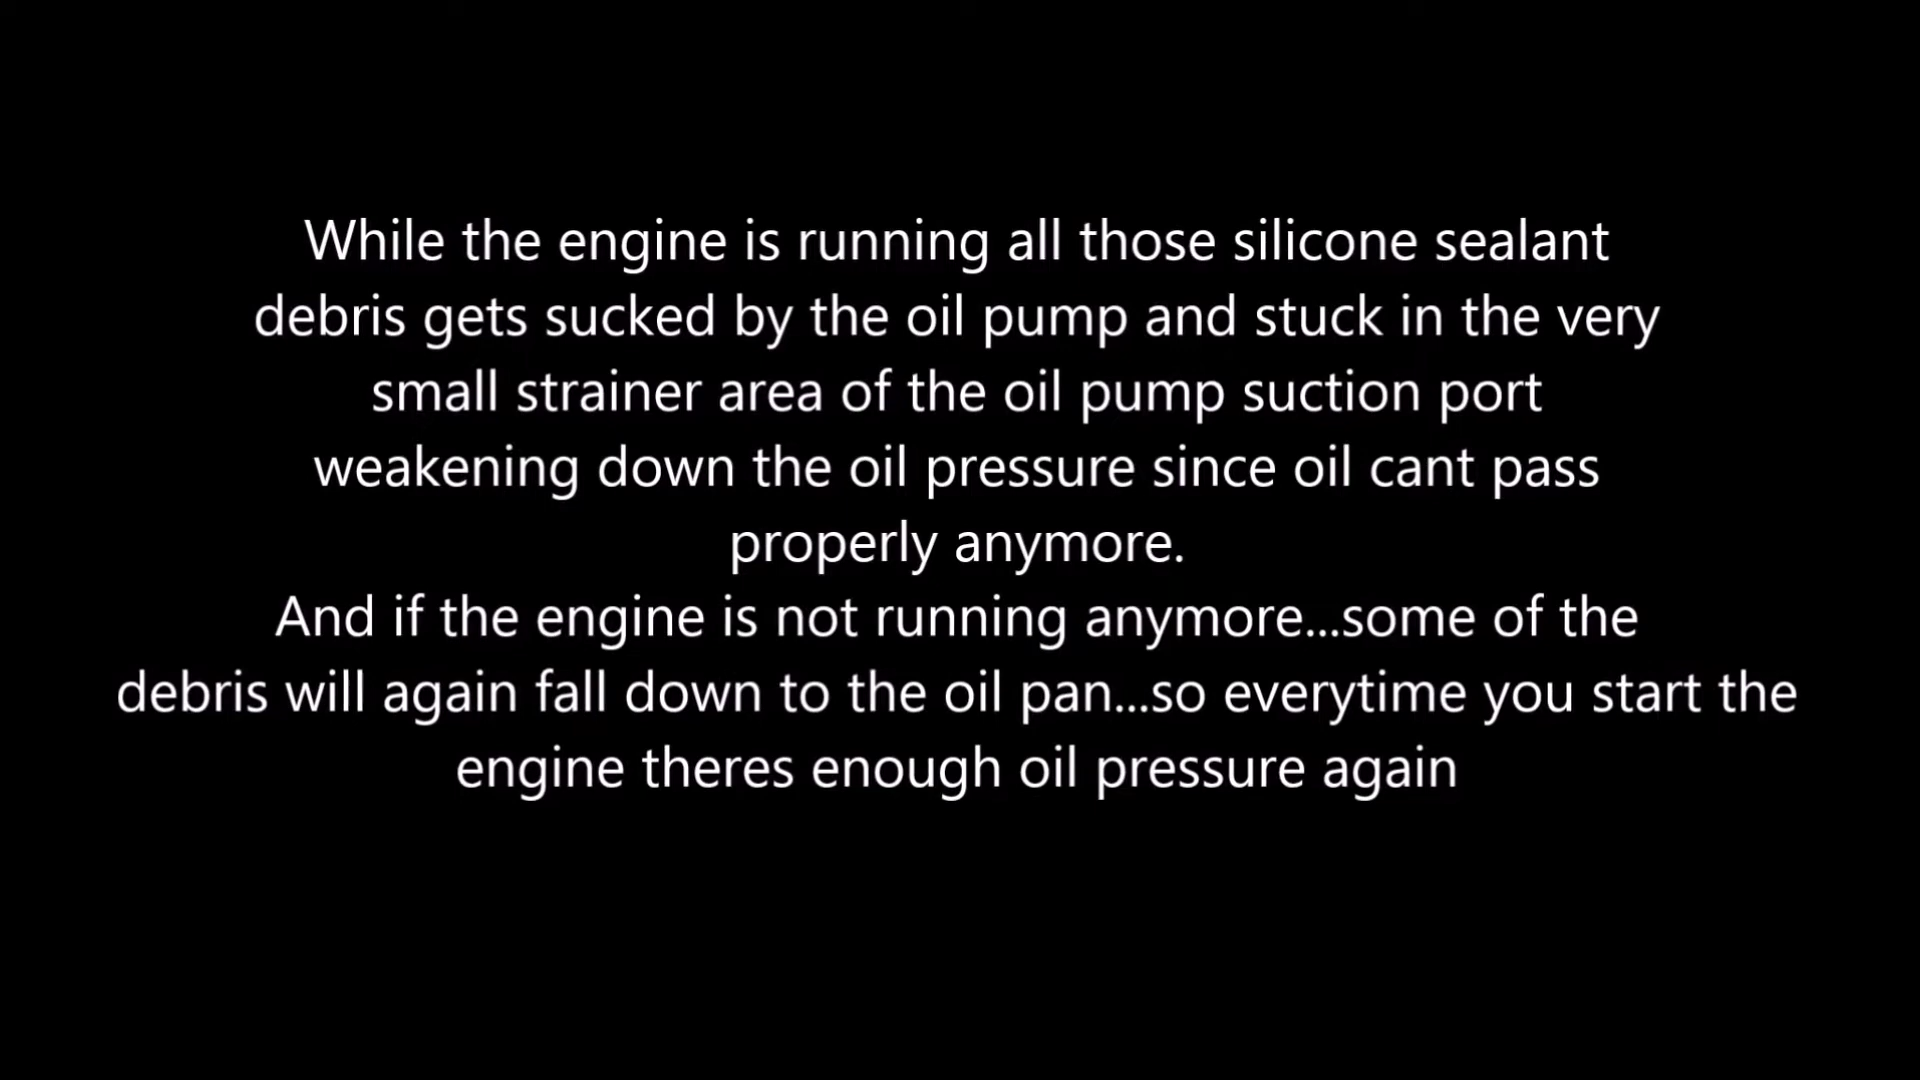 While the engine is running all those silicone sealant
debris gets sucked by the oil pump and stuck in the very
small strainer area of the oil pump suction port
weakening down the oil pressure since oil cant pass
properly anymore.
And if the engine is not running anymore...some of the
debris will again fall down to the oil pan...so everytime you start the
engine theres enough oil pressure again